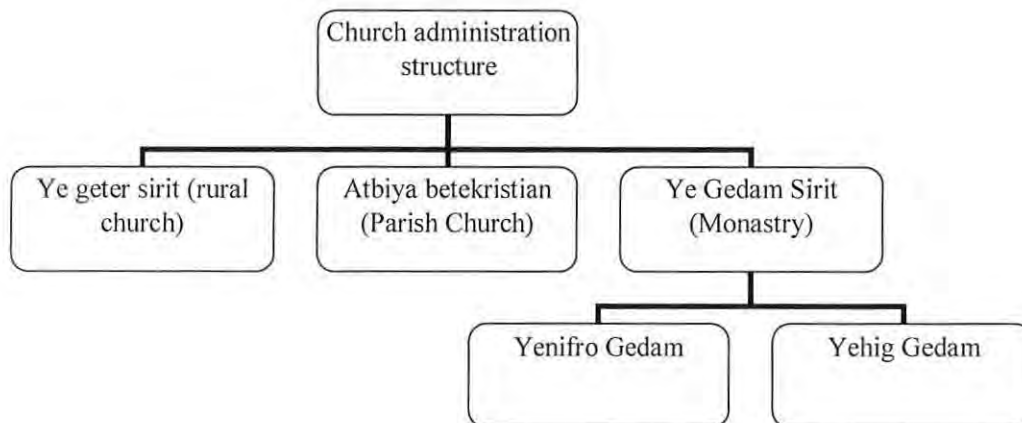 Church administration
structure
Ye geter sirit (rural
church)
Atbiya betekristian
(Parish Church)
Ye Gedam Sirit
(Monastry)
Yenifro Gedam
Yehig Gedam